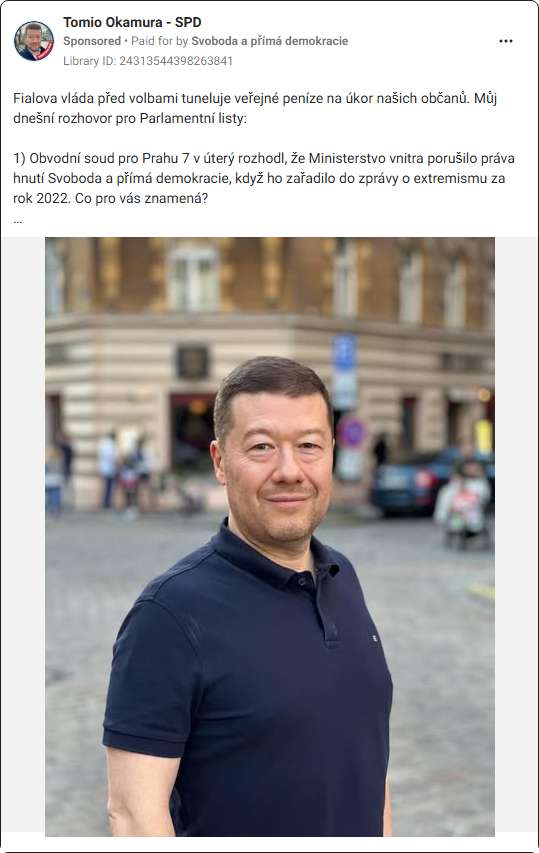 Tomio Okamura - SPD
Sponsored • Paid for by Svoboda a přímá demokracie
Library ID: 24313544398263841
Fialova vláda před volbami tuneluje veřejné peníze na úkor našich občanů. Můj
dnešní rozhovor pro Parlamentní listy:
1) Obvodní soud pro Prahu 7 v úterý rozhodl, že Ministerstvo vnitra porušilo práva
hnutí Svoboda a přímá demokracie, když ho zařadilo do zprávy o extremismu za
rok 2022. Co pro vás znamená?
...